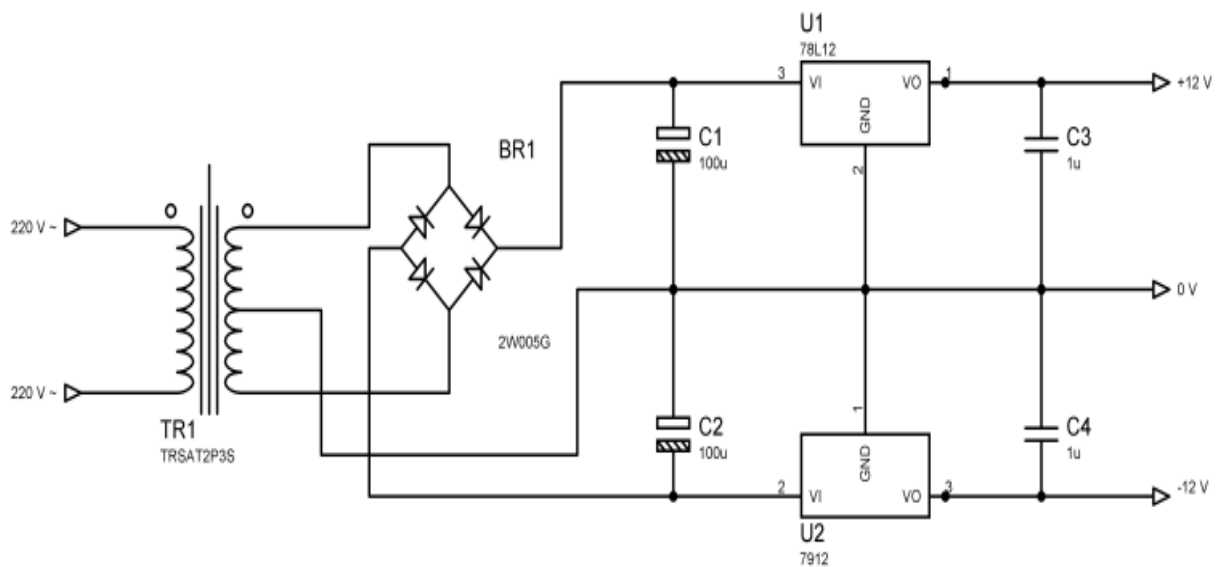 U1
78L12
3
VI
VO
1
GND
2
+12 V
BR1
C1
100u
C3
1u
220 V ~
0 V
2W005G
220 V ~
TR1
TRSAT2P3S
C2
100u
1
GND
C4
1u
2
VI
VO
3
-12 V
U2
7912